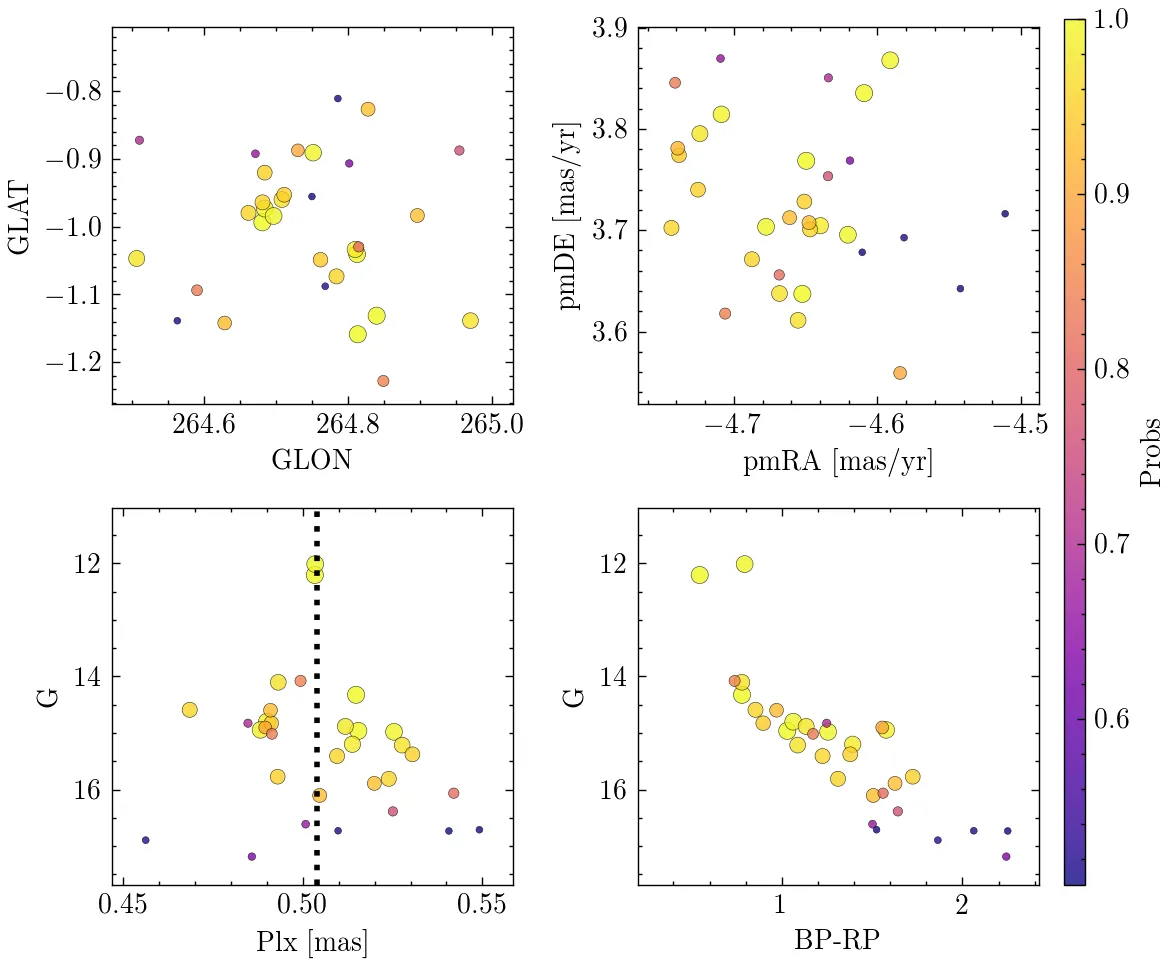 −0.8
−0.9
−1.0
−1.1
−1.2
GLAT
264.6 264.8 265.0
GLON
3.9
3.8
3.7
3.6
pmDE [mas/yr]
−4.7 −4.6 −4.5
pmRA [mas/yr]
1.0
0.9
0.8
0.7
0.6
Probs
12
14
16
G
0.45 0.50 0.55
Plx [mas]
12
14
16
G
1 2
BP-RP